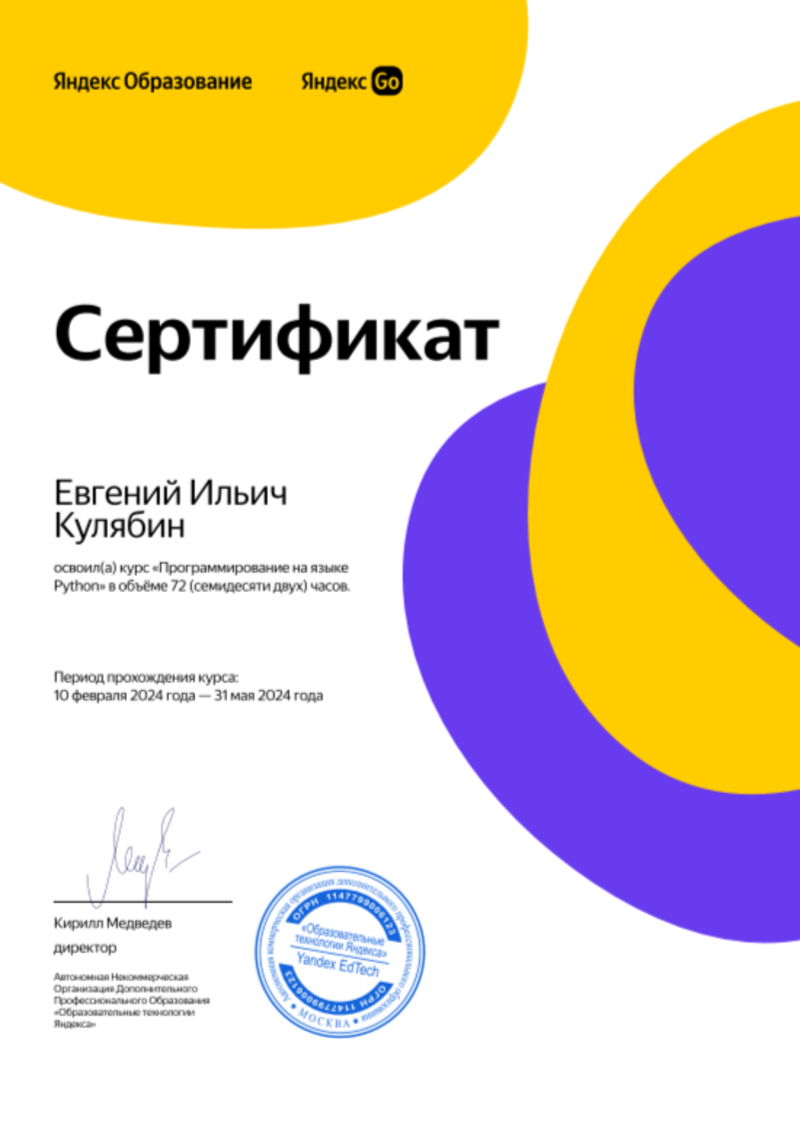 Яндекс Образование
Яндекс Go
Сертификат
Евгений Ильич
Кулябин
освоил(а) курс «Программирование на языке
Python» в объёме 72 (семидесяти двух) часов.
Период прохождения курса:
10 февраля 2024 года — 31 мая 2024 года
Кирилл Медведев
директор
Автономная Некоммерческая
Организация Дополнительного
Профессионального Образования
«Образовательные технологии
Яндекса»
Автономная некоммерческая организация дополнительного профессионального образования
ОГРН 1147799006123
«Образовательные
технологии Яндекса»
Yandex EdTech
ОГРН 1147799006123
• МОСКВА •